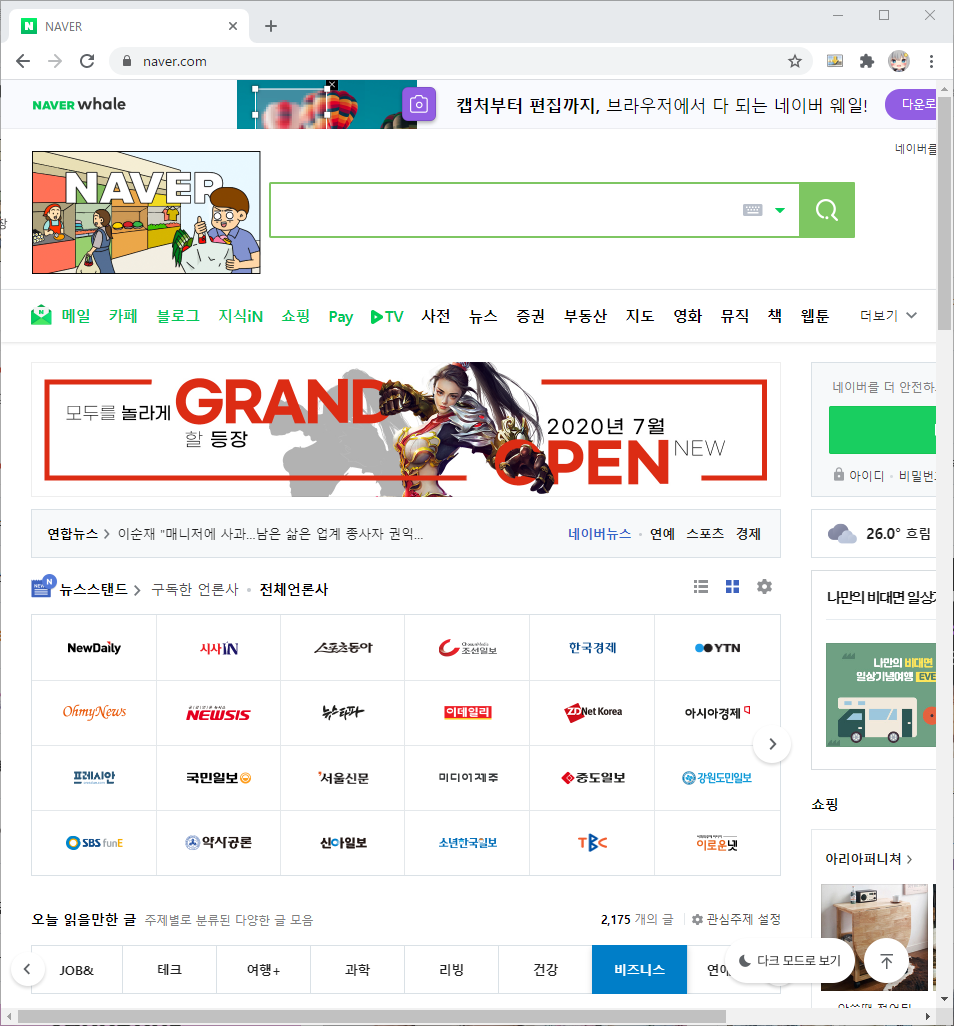 NAVER
naver.com
NAVER whale
캡처부터 편집까지, 브라우저에서 다 되는 네이버 웨일!
다운로
네이버를
NAVER
메일 카페 블로그 지식iN 쇼핑 Pay TV 사전 뉴스 증권 부동산 지도 영화 뮤직 책 웹툰 더보기
모두를 놀라게
할 등장
GRAND
2020년 7월
OPEN NEW
네이버를 더 안전하
아이디 · 비밀번
연합뉴스 > 이순재 "매니저에 사과...남은 삶은 업계 종사자 권익...
네이버뉴스 · 연예 스포츠 경제
26.0° 흐림
뉴스스탠드 > 구독한 언론사 · 전체언론사
NewDaily 시사IN 스포츠동아 조선일보 한국경제 YTN
OhmyNews NEWSIS 뉴스타파 이데일리 ZDNet Korea 아시아경제
프레시안 국민일보 서울신문 미디어제주 중도일보 강원도민일보
SBS funE 약사공론 신아일보 소년한국일보 TBC 이로운넷
나만의 비대면 일상기
나만의 비대면
일상기념여행 EVE
쇼핑
아리아퍼니쳐 >
오늘 읽을만한 글 주제별로 분류된 다양한 글 모음
2,175 개의 글 관심주제 설정
JOB& 테크 여행+ 과학 리빙 건강 비즈니스
다크 모드로 보기